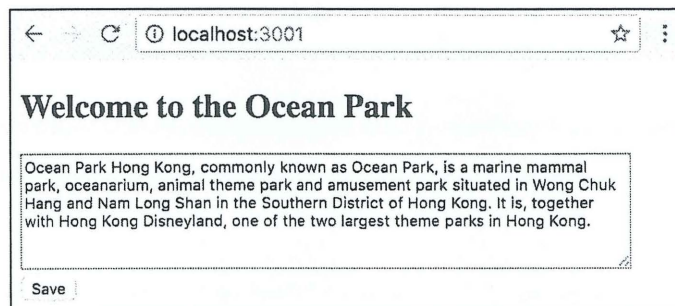 localhost:3001
Welcome to the Ocean Park
Ocean Park Hong Kong, commonly known as Ocean Park, is a marine mammal
park, oceanarium, animal theme park and amusement park situated in Wong Chuk
Hang and Nam Long Shan in the Southern District of Hong Kong. It is, together
with Hong Kong Disneyland, one of the two largest theme parks in Hong Kong.
Save